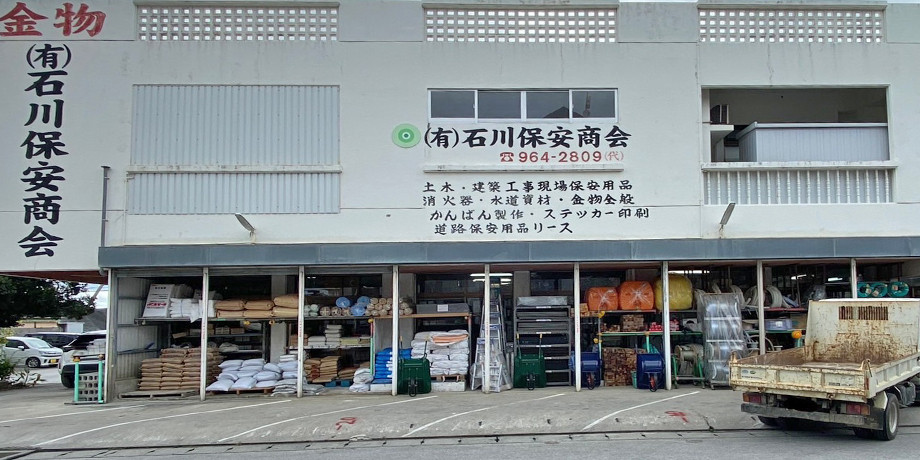 金物
(有)石川保安商会
(有)石川保安商会
☎964-2809(代)
土木・建築工事現場保安用品
消火器・水道資材・金物全般
かんばん製作・ステッカー印刷
道路保安用品リース